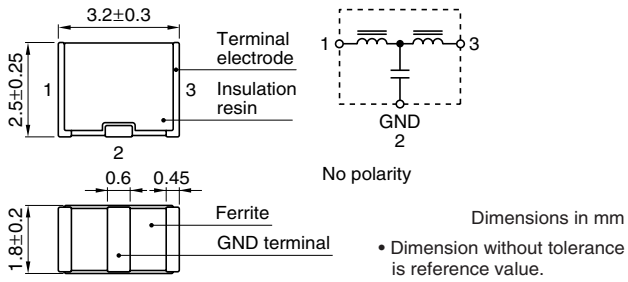 3.2±0.3
2.5±0.25
1
3
Terminal
electrode
Insulation
resin
2
1
3
GND
2
No polarity
0.6
0.45
1.8±0.2
Ferrite
GND terminal
Dimensions in mm
• Dimension without tolerance
is reference value.